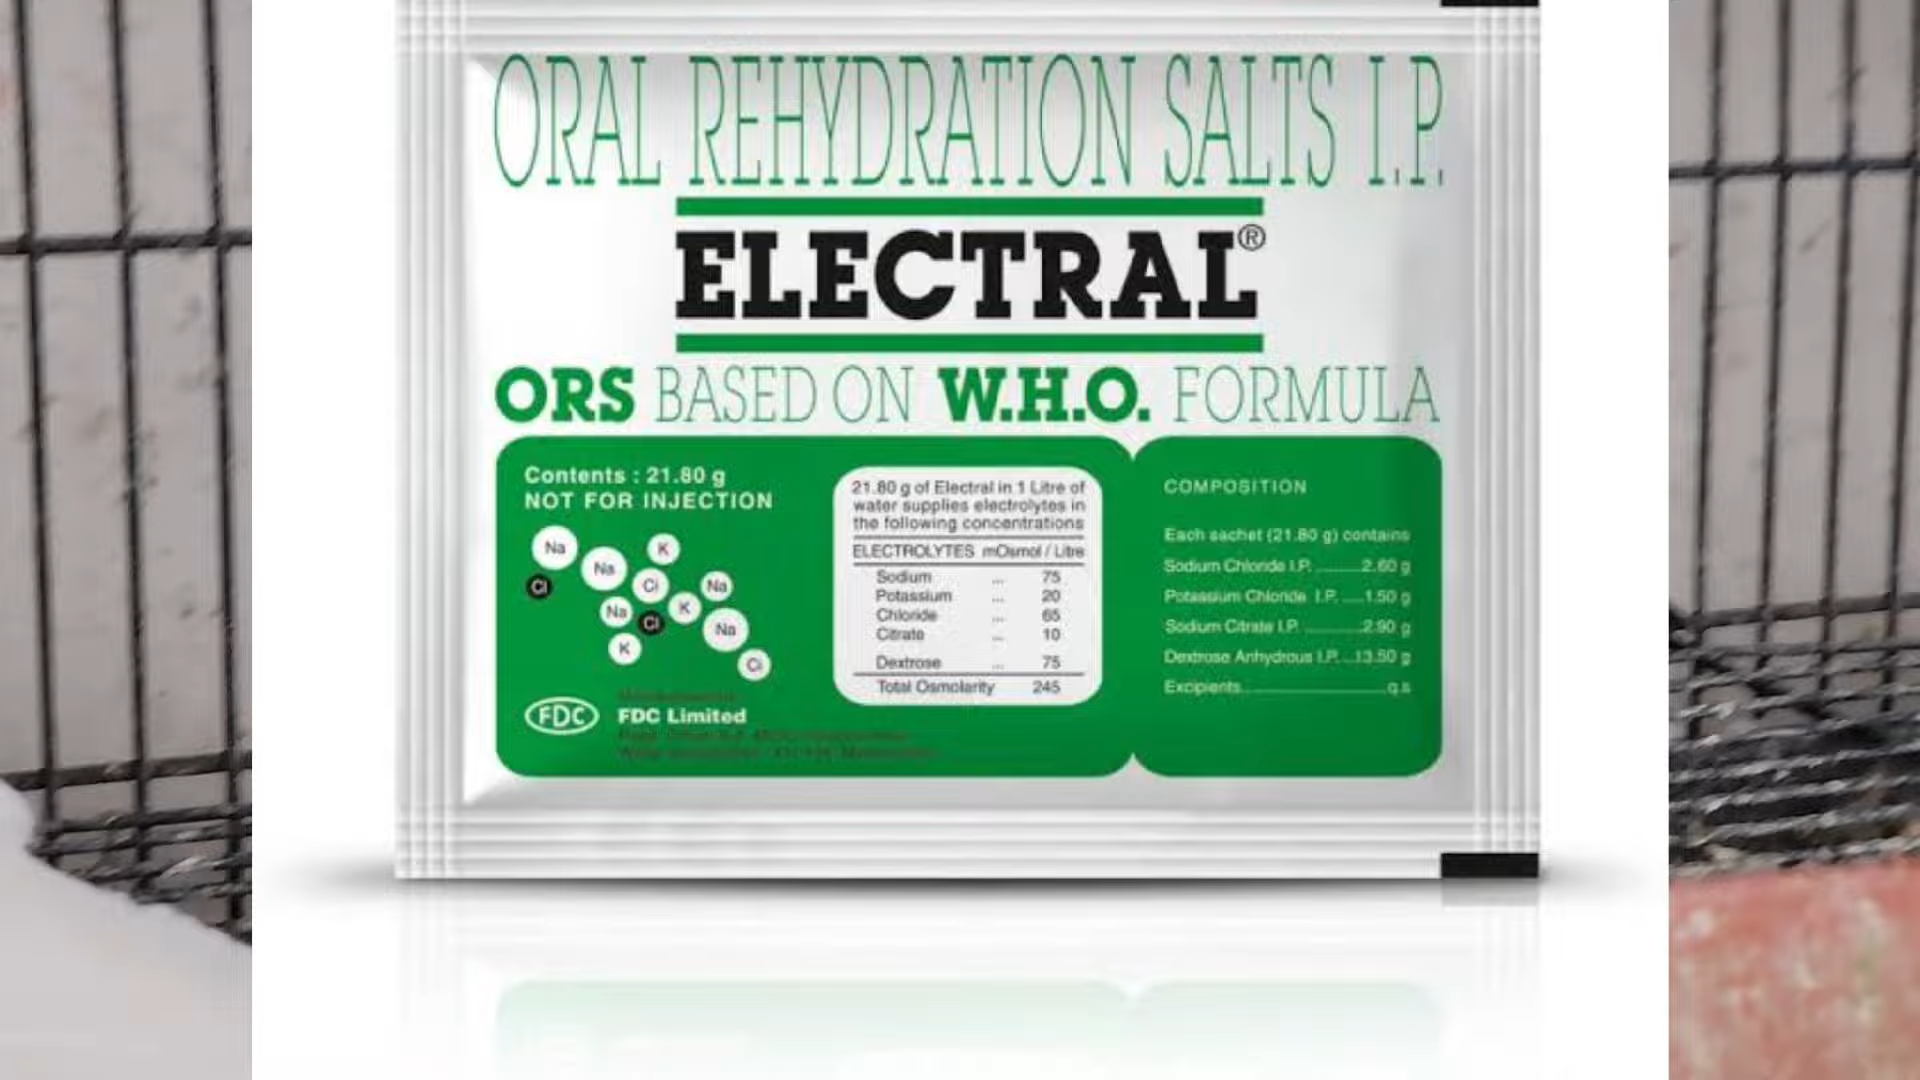 ORAL REHYDRATION SALTS I.P.
ELECTRAL®
ORS BASED ON W.H.O. FORMULA
Contents : 21.80 g
NOT FOR INJECTION
Na
K
Na
Cl
Cl
Na
Na
K
Cl
Na
K
Cl
FDC
FDC Limited
21.80 g of Electral in 1 Litre of
water supplies electrolytes in
the following concentrations
ELECTROLYTES mOsmol / Litre
Sodium ... 75
Potassium ... 20
Chloride ... 65
Citrate ... 10
Dextrose ... 75
Total Osmolarity 245
COMPOSITION
Each sachet (21.80 g) contains
Sodium Chloride I.P. ........2.60 g
Potassium Chloride I.P. ....1.50 g
Sodium Citrate I.P. ..........2.90 g
Dextrose Anhydrous I.P. ...13.50 g
Excipients ......................q.s